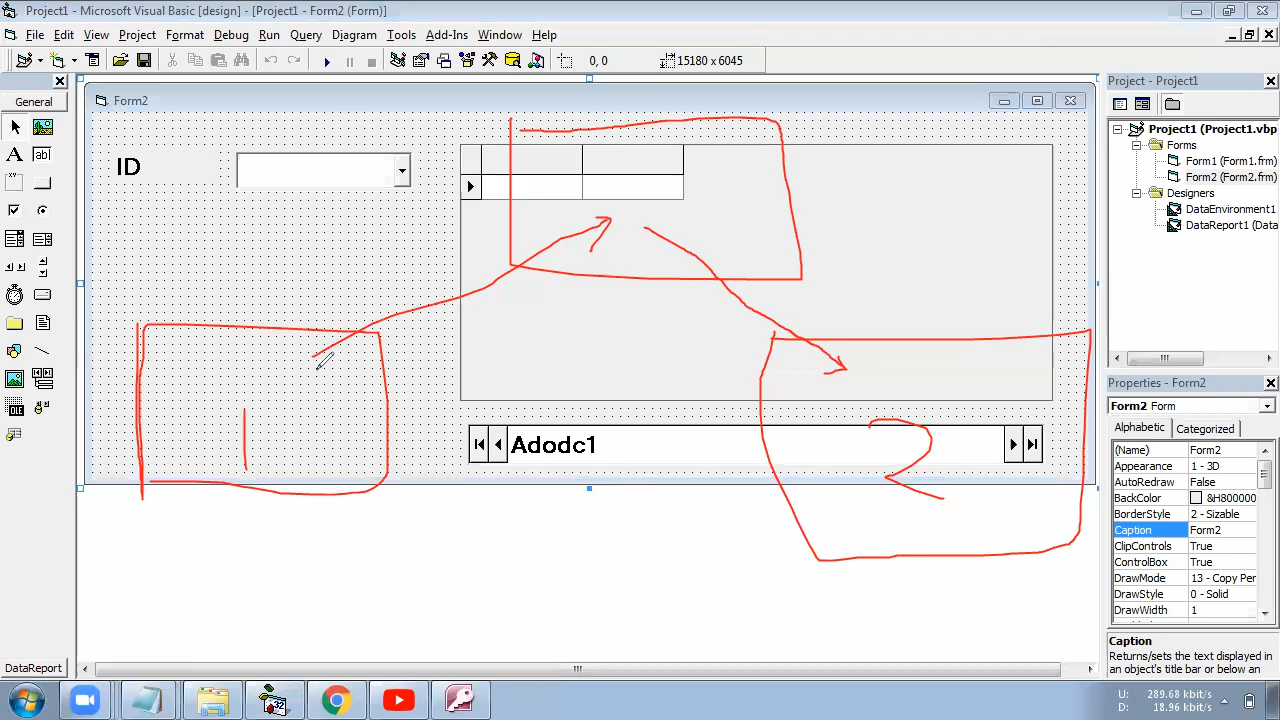 Project1 - Microsoft Visual Basic [design] - [Project1 - Form2 (Form)]
File Edit View Project Format Debug Run Query Diagram Tools Add-Ins Window Help
0, 0 15180 x 6045
General
Form2
ID
Adodc1
1
2
DataReport
Project - Project1
Project1 (Project1.vbp
Forms
Form1 (Form1.frm)
Form2 (Form2.frm)
Designers
DataEnvironment1
DataReport1 (Data
Properties - Form2
Form2 Form
Alphabetic Categorized
(Name) Form2
Appearance 1 - 3D
AutoRedraw False
BackColor &H800000
BorderStyle 2 - Sizable
Caption Form2
ClipControls True
ControlBox True
DrawMode 13 - Copy Per
DrawStyle 0 - Solid
DrawWidth 1
Caption
Returns/sets the text displayed in
an object's title bar or below an
32
U: 289.68 kbit/s
D: 18.96 kbit/s